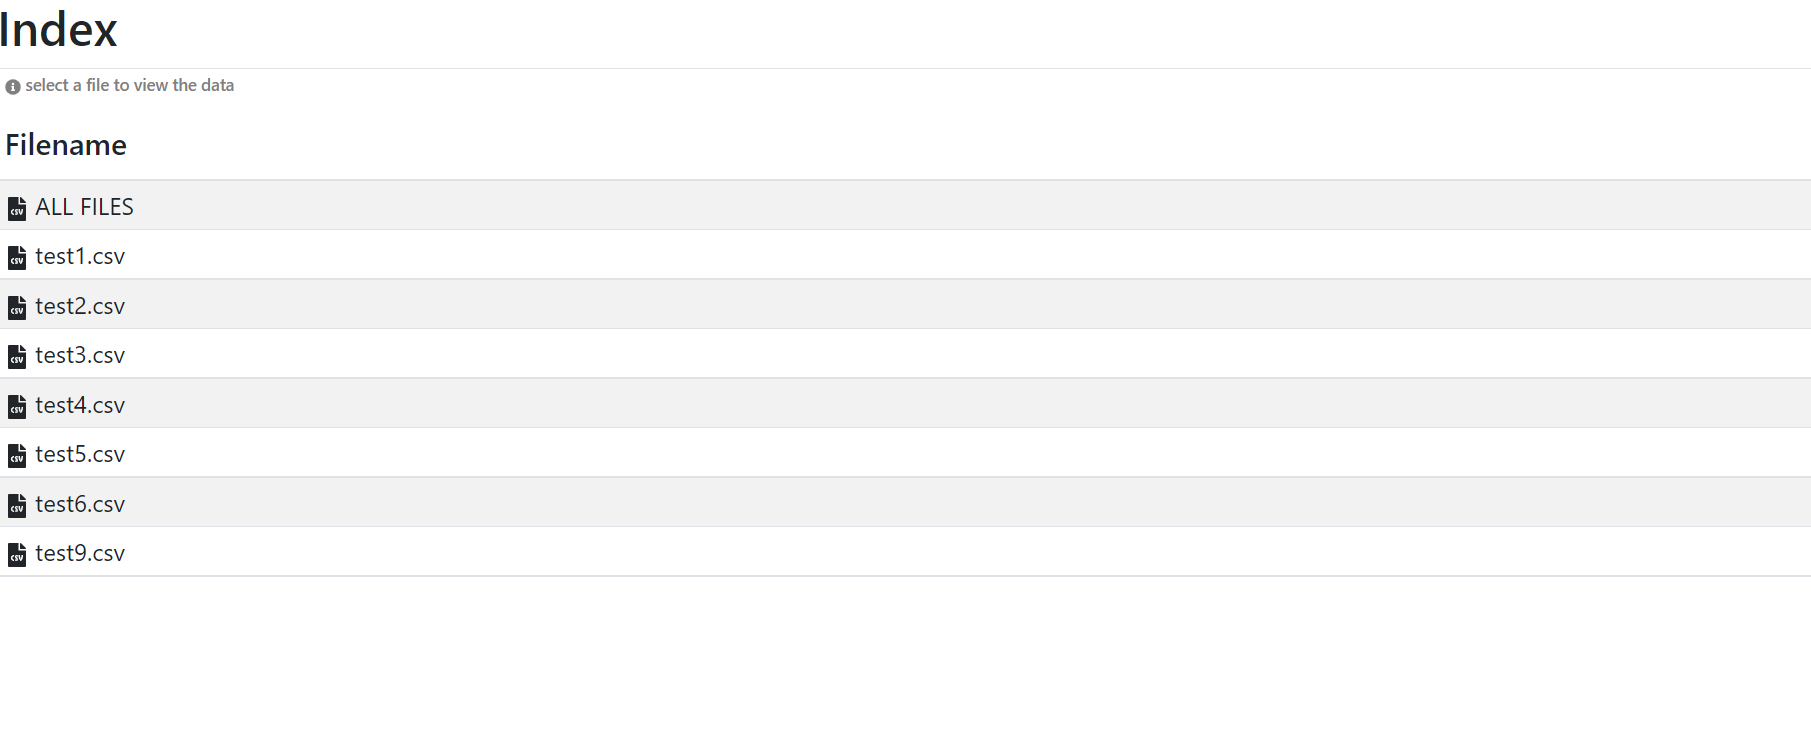 Index
select a file to view the data
Filename
ALL FILES
test1.csv
test2.csv
test3.csv
test4.csv
test5.csv
test6.csv
test9.csv